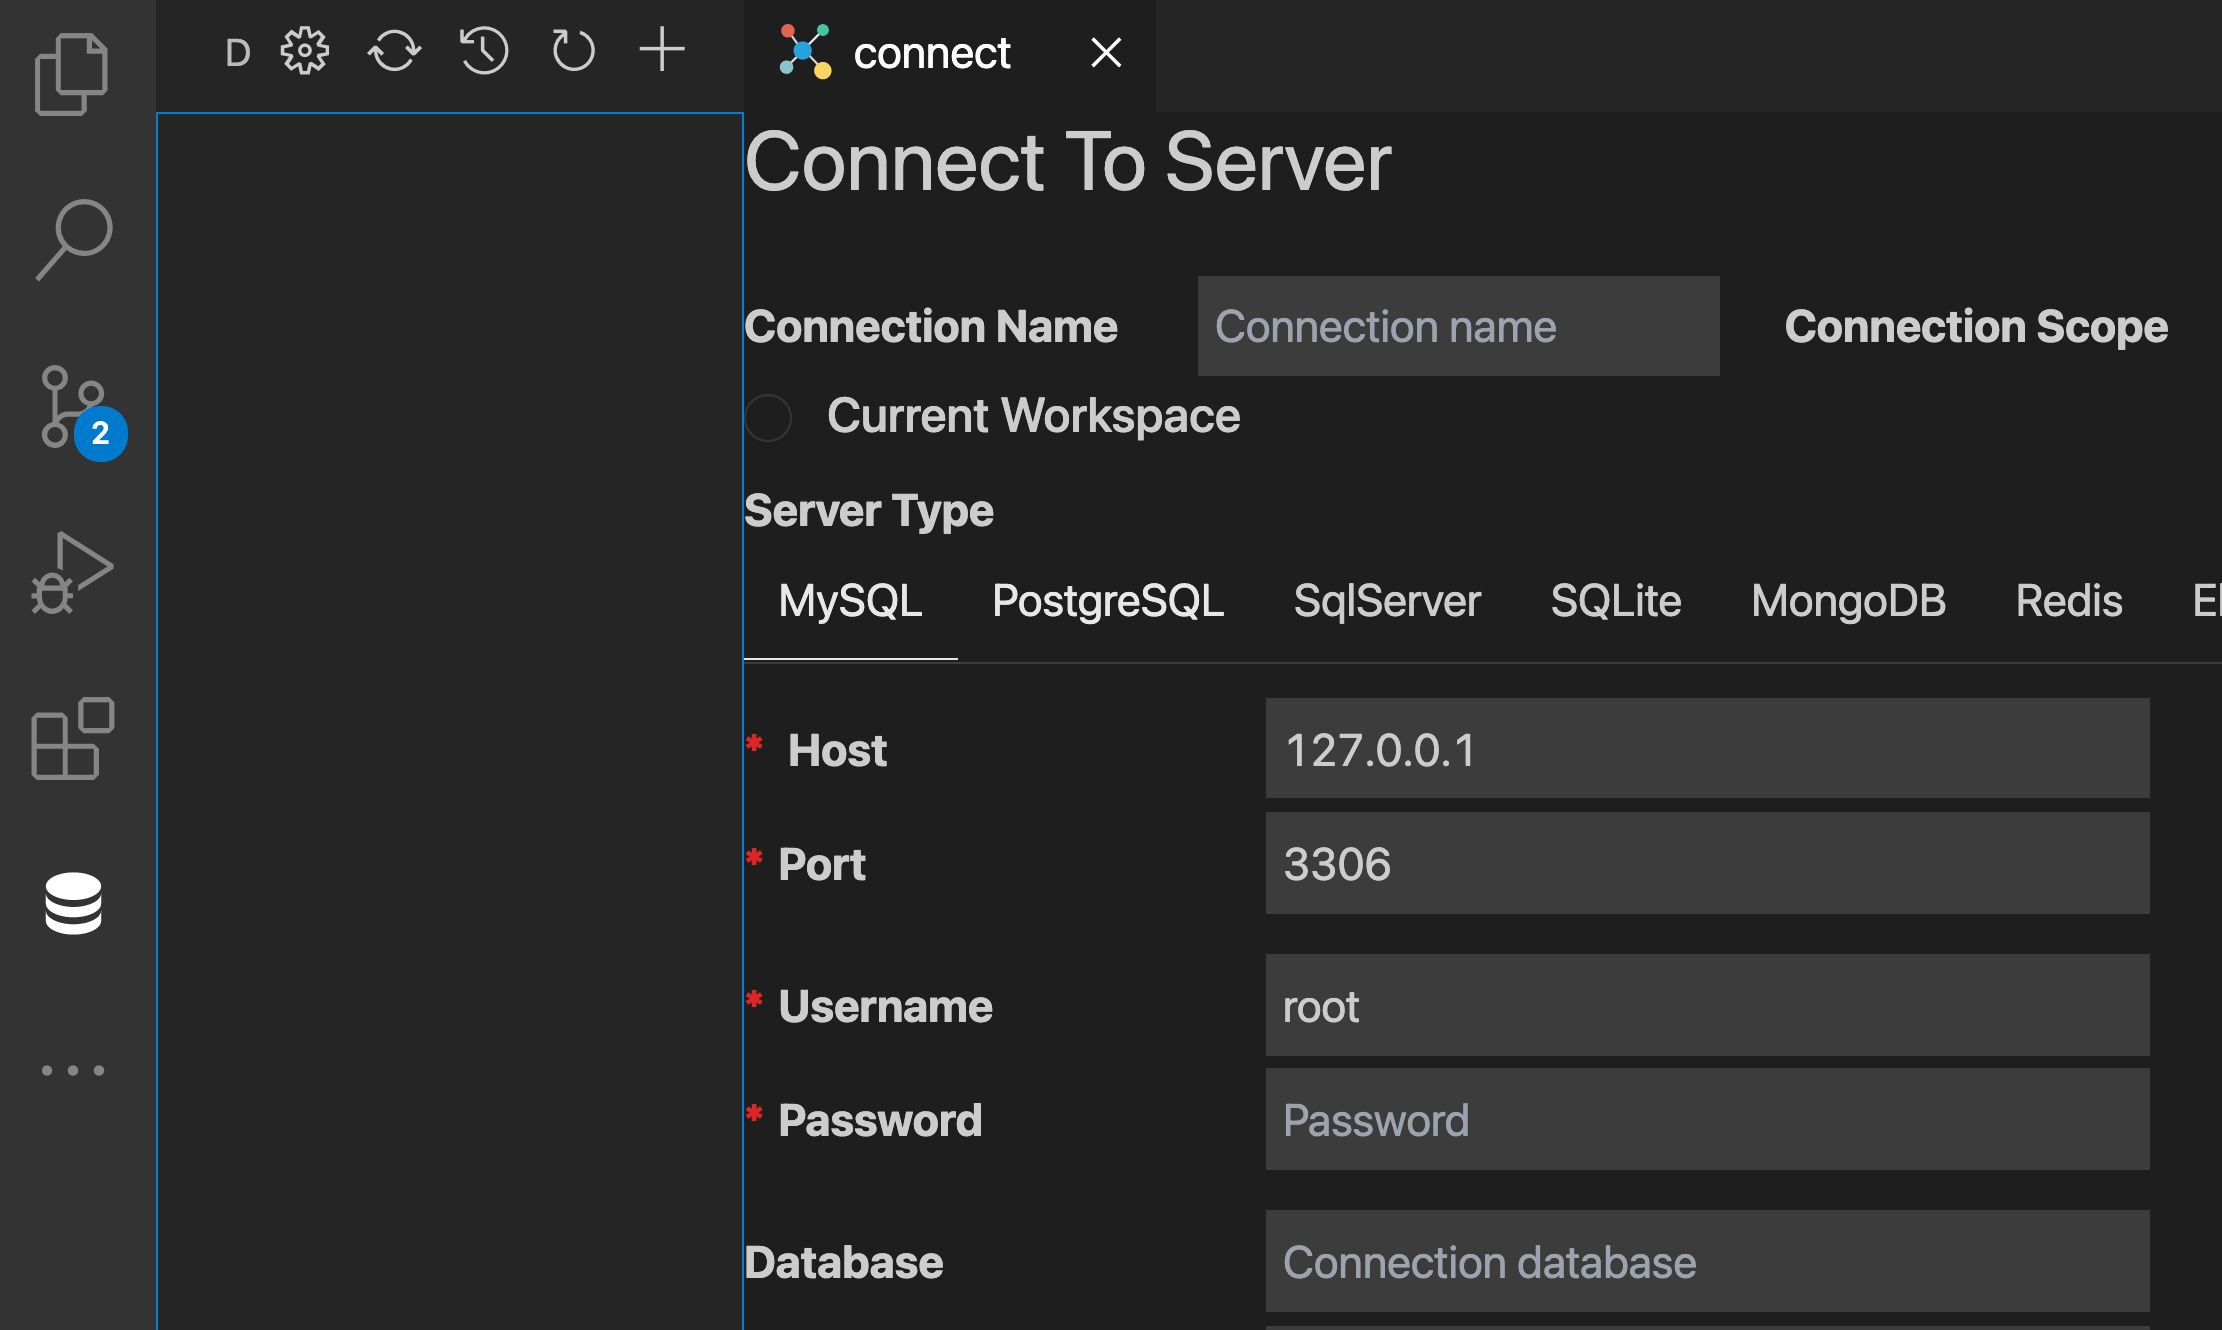 D connect
Connect To Server
Connection Name Connection name Connection Scope
Current Workspace
2
Server Type
MySQL PostgreSQL SqlServer SQLite MongoDB Redis
* Host 127.0.0.1
* Port 3306
* Username root
* Password Password
Database Connection database